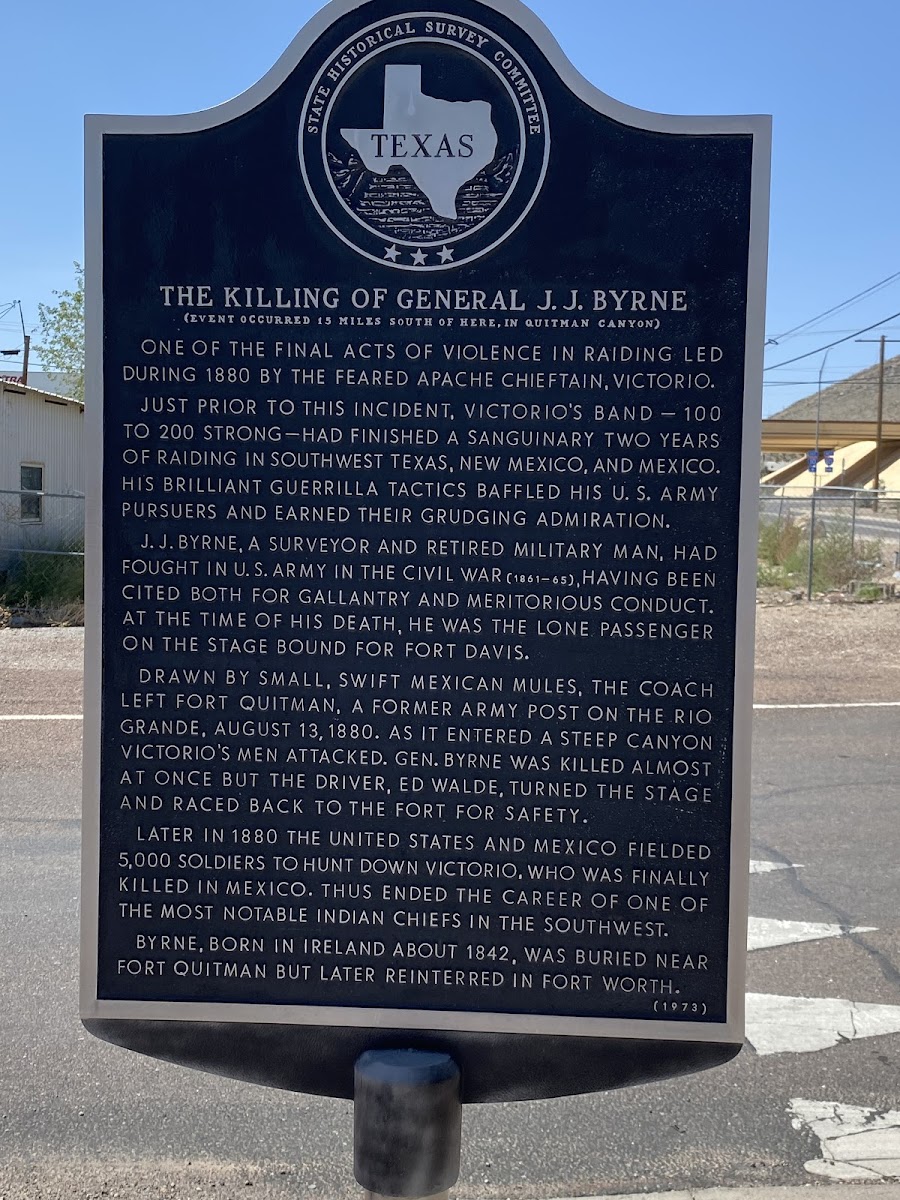 STATE HISTORICAL SURVEY COMMITTEE
TEXAS
THE KILLING OF GENERAL J. J. BYRNE
(EVENT OCCURRED 15 MILES SOUTH OF HERE, IN QUITMAN CANYON)
ONE OF THE FINAL ACTS OF VIOLENCE IN RAIDING LED
DURING 1880 BY THE FEARED APACHE CHIEFTAIN, VICTORIO.
JUST PRIOR TO THIS INCIDENT, VICTORIO'S BAND — 100
TO 200 STRONG—HAD FINISHED A SANGUINARY TWO YEARS
OF RAIDING IN SOUTHWEST TEXAS, NEW MEXICO, AND MEXICO.
HIS BRILLIANT GUERRILLA TACTICS BAFFLED HIS U.S. ARMY
PURSUERS AND EARNED THEIR GRUDGING ADMIRATION.
J. J. BYRNE, A SURVEYOR AND RETIRED MILITARY MAN, HAD
FOUGHT IN U.S. ARMY IN THE CIVIL WAR (1861—65), HAVING BEEN
CITED BOTH FOR GALLANTRY AND MERITORIOUS CONDUCT.
AT THE TIME OF HIS DEATH, HE WAS THE LONE PASSENGER
ON THE STAGE BOUND FOR FORT DAVIS.
DRAWN BY SMALL, SWIFT MEXICAN MULES, THE COACH
LEFT FORT QUITMAN, A FORMER ARMY POST ON THE RIO
GRANDE, AUGUST 13, 1880. AS IT ENTERED A STEEP CANYON
VICTORIO'S MEN ATTACKED. GEN. BYRNE WAS KILLED ALMOST
AT ONCE BUT THE DRIVER, ED WALDE, TURNED THE STAGE
AND RACED BACK TO THE FORT FOR SAFETY.
LATER IN 1880 THE UNITED STATES AND MEXICO FIELDED
5,000 SOLDIERS TO HUNT DOWN VICTORIO, WHO WAS FINALLY
KILLED IN MEXICO. THUS ENDED THE CAREER OF ONE OF
THE MOST NOTABLE INDIAN CHIEFS IN THE SOUTHWEST.
BYRNE, BORN IN IRELAND ABOUT 1842, WAS BURIED NEAR
FORT QUITMAN BUT LATER REINTERRED IN FORT WORTH.
(1973)